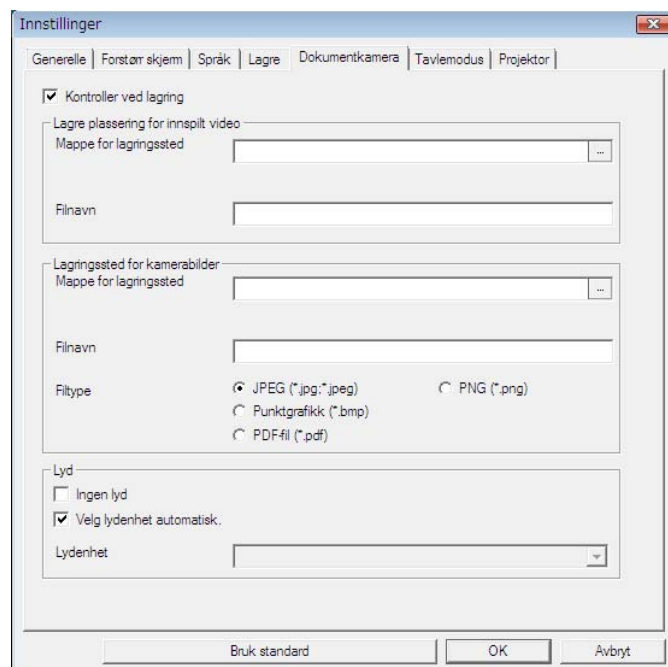 Innstillinger
Generelle Forstørr skjerm Språk Lagre Dokumentkamera Tavlemodus Projektor
Kontroller ved lagring
Lagre plassering for innspilt video
Mappe for lagringssted
...
Filnavn
Lagringssted for kamerabilder
Mappe for lagringssted
...
Filnavn
Filtype JPEG (*.jpg;*.jpeg) PNG (*.png)
Punktgrafikk (*.bmp)
PDF-fil (*.pdf)
Lyd
Ingen lyd
Velg lydenhet automatisk.
Lydenhet
Bruk standard OK Avbryt